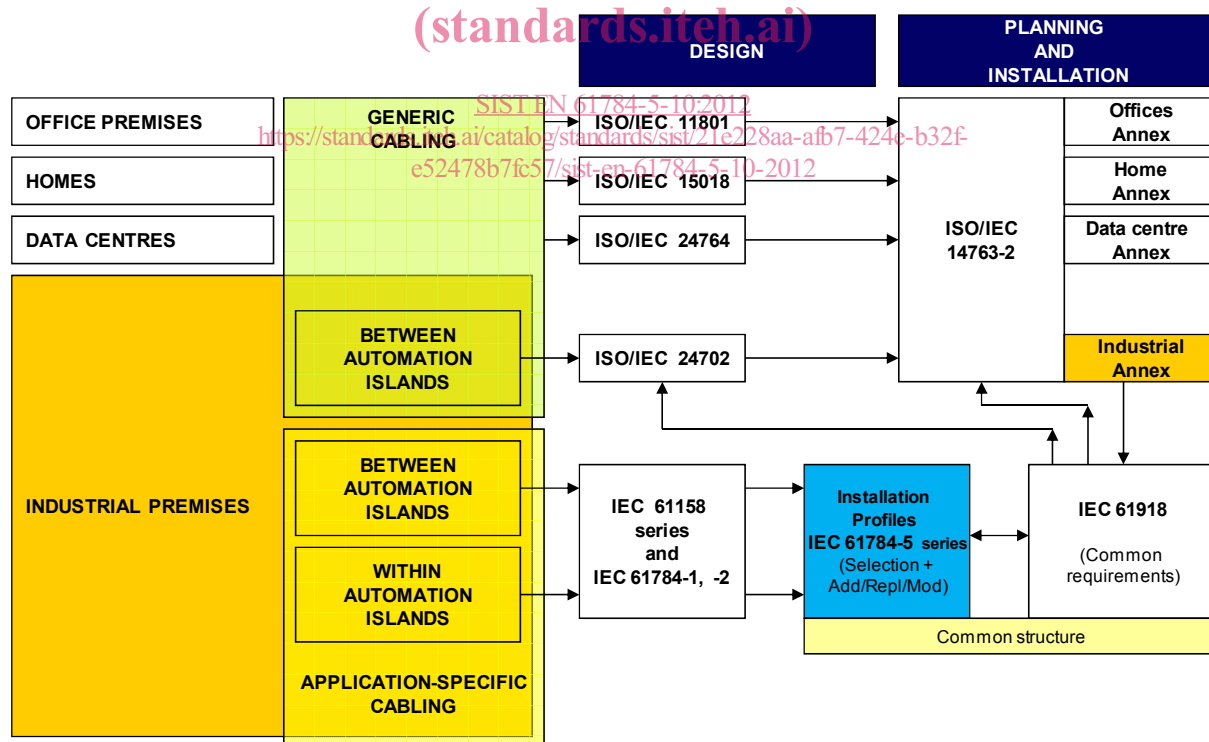 (standards.iteh.ai)
DESIGN
PLANNING
AND
INSTALLATION
SIST EN 61784-5-10:2012
https://standards.iteh.ai/catalog/standards/sist/21e228aa-afb7-424c-b32f-
e52478b7fc57/sist-en-61784-5-10-2012
OFFICE PREMISES
GENERIC
CABLING
ISO/IEC 11801
Offices
Annex
HOMES
ISO/IEC 15018
Home
Annex
DATA CENTRES
ISO/IEC 24764
ISO/IEC
14763-2
Data centre
Annex
BETWEEN
AUTOMATION
ISLANDS
ISO/IEC 24702
Industrial
Annex
INDUSTRIAL PREMISES
BETWEEN
AUTOMATION
ISLANDS
IEC 61158
series
and
IEC 61784-1, -2
Installation
Profiles
IEC 61784-5 series
(Selection +
Add/Repl/Mod)
IEC 61918
(Common
requirements)
WITHIN
AUTOMATION
ISLANDS
Common structure
APPLICATION-SPECIFIC
CABLING